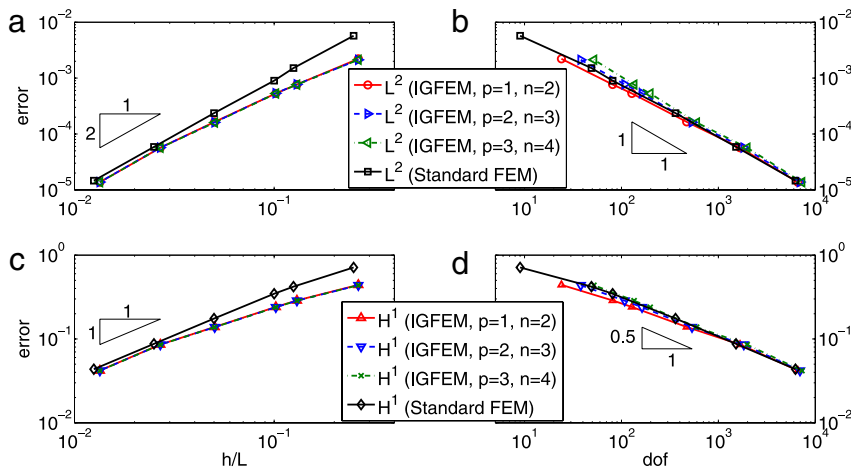 a
b
10^-2
10^-3
10^-4
10^-5
error
1
2
10^-2
10^-1
L^2 (IGFEM, p=1, n=2)
L^2 (IGFEM, p=2, n=3)
L^2 (IGFEM, p=3, n=4)
L^2 (Standard FEM)
1
1
10^1
10^2
10^3
10^4
10^-2
10^-3
10^-4
10^-5
c
d
10^0
10^-1
10^-2
error
1
1
10^-2
10^-1
h/L
H^1 (IGFEM, p=1, n=2)
H^1 (IGFEM, p=2, n=3)
H^1 (IGFEM, p=3, n=4)
H^1 (Standard FEM)
0.5
1
10^1
10^2
10^3
10^4
dof
10^0
10^-1
10^-2